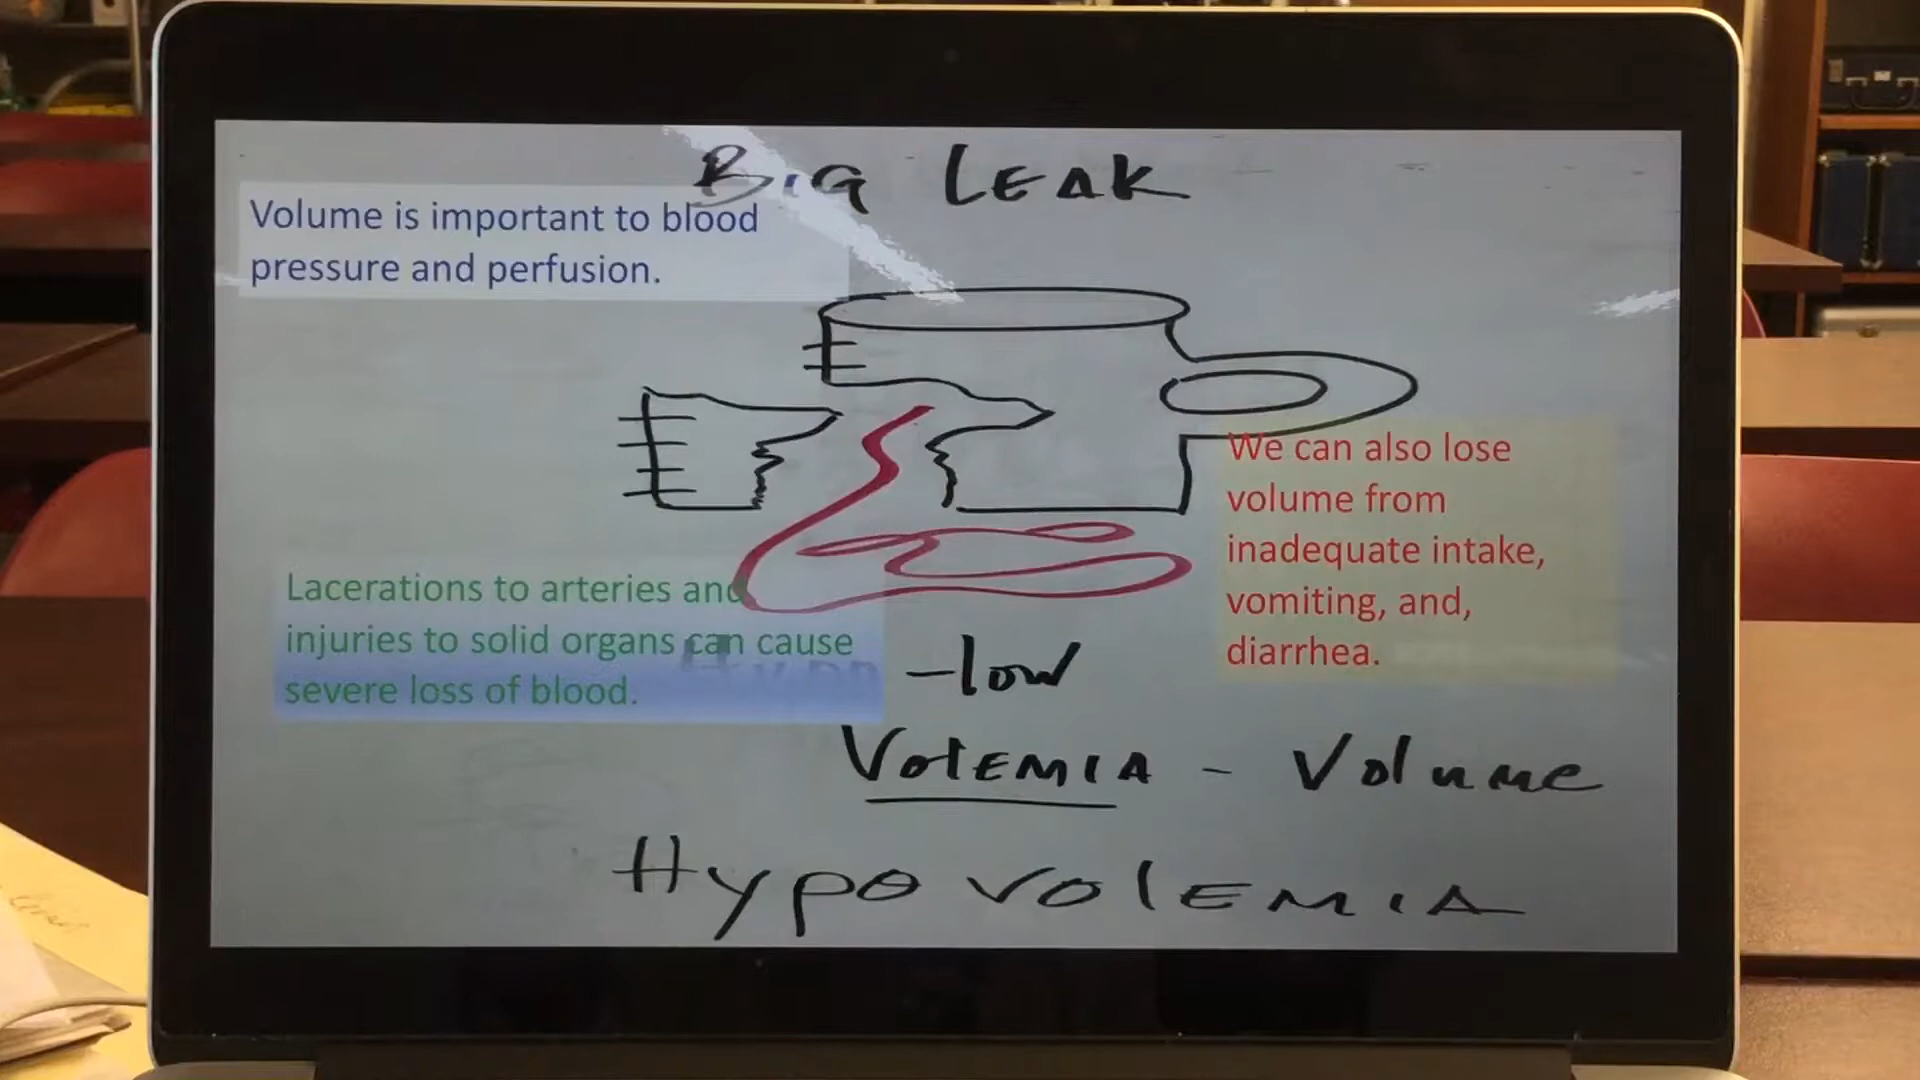 BIG LEAK
Volume is important to blood
pressure and perfusion.
We can also lose
volume from
inadequate intake,
vomiting, and,
diarrhea.
Lacerations to arteries and
injuries to solid organs can cause
severe loss of blood.
HYPO - low
VOLEMIA - Volume
HYPOVOLEMIA